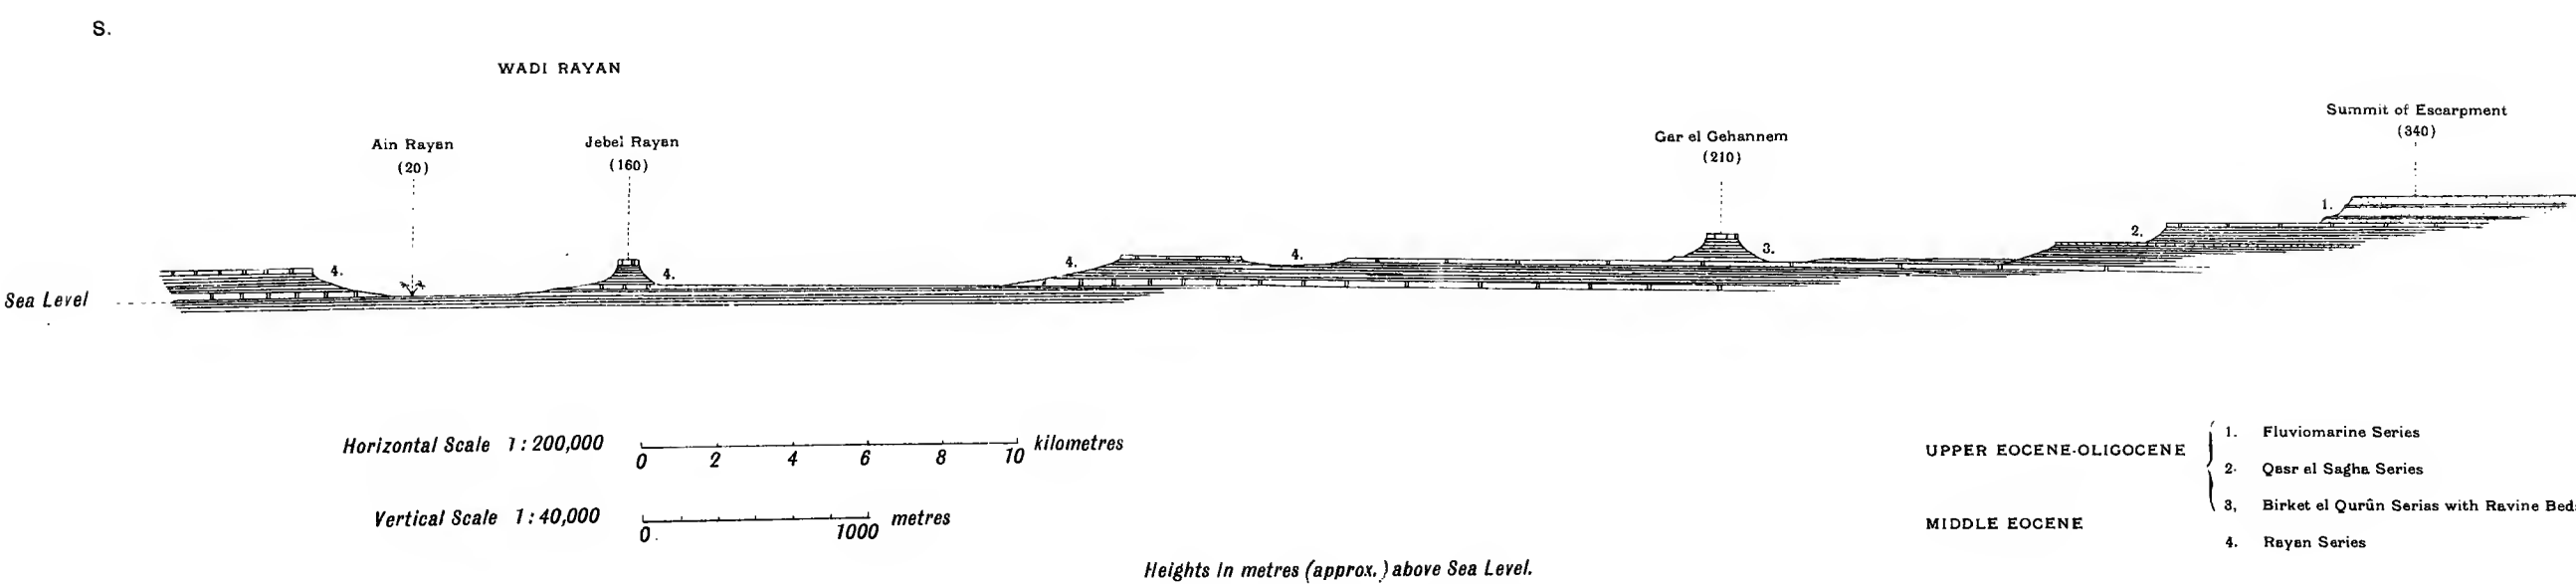 S.
WADI RAYAN
Summit of Escarpment
(340)
Gar el Gehannem
(210)
Ain Rayan
(20)
Jebel Rayan
(160)
1.
2.
3.
4.
4.
4.
4.
4.
Sea Level
Horizontal Scale 1:200,000
0 2 4 6 8 10 kilometres
Vertical Scale 1:40,000
0. 1000 metres
Heights In metres (approx.) above Sea Level.
UPPER EOCENE-OLIGOCENE
MIDDLE EOCENE
1. Fluviomarine Series
2. Qasr el Sagha Series
3, Birket el Qurûn Serias with Ravine Bed
4. Rayan Series